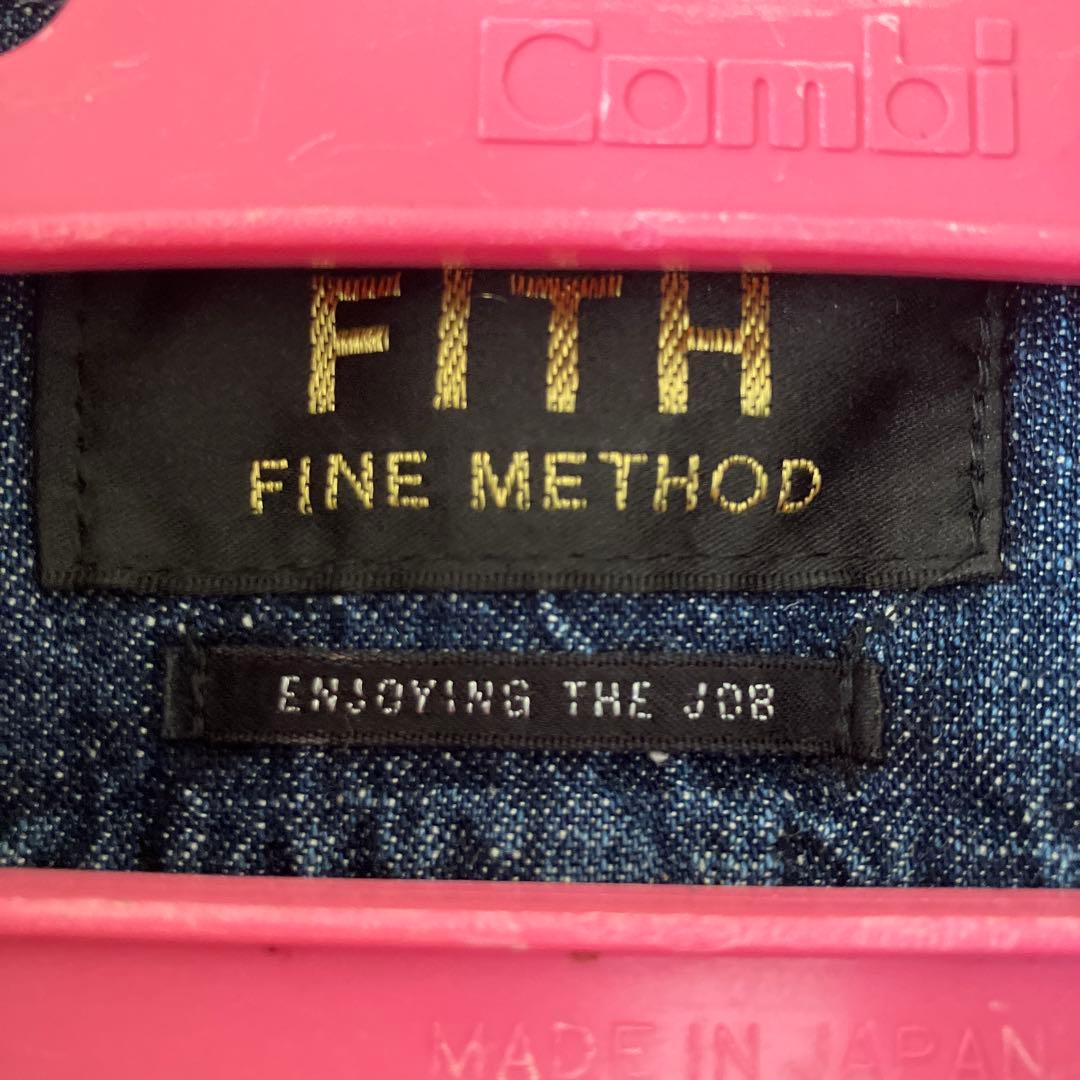 Combi
FITH
FINE METHOD
ENJOYING THE JOB
MADE IN JAPAN